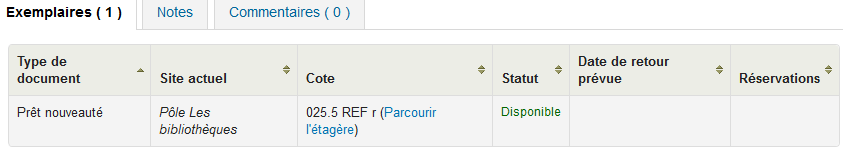 Exemplaires ( 1 ) Notes Commentaires ( 0 )
Type de document Site actuel Cote Statut Date de retour prévue Réservations
Prêt nouveauté Pôle Les bibliothèques 025.5 REF r (Parcourir l'étagère) Disponible